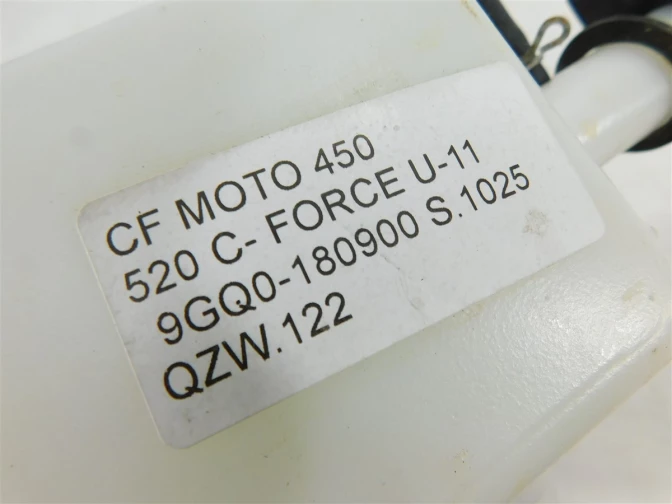 CF MOTO 450
520 C- FORCE U-11
9GQ0-180900 S.1025
QZW.122